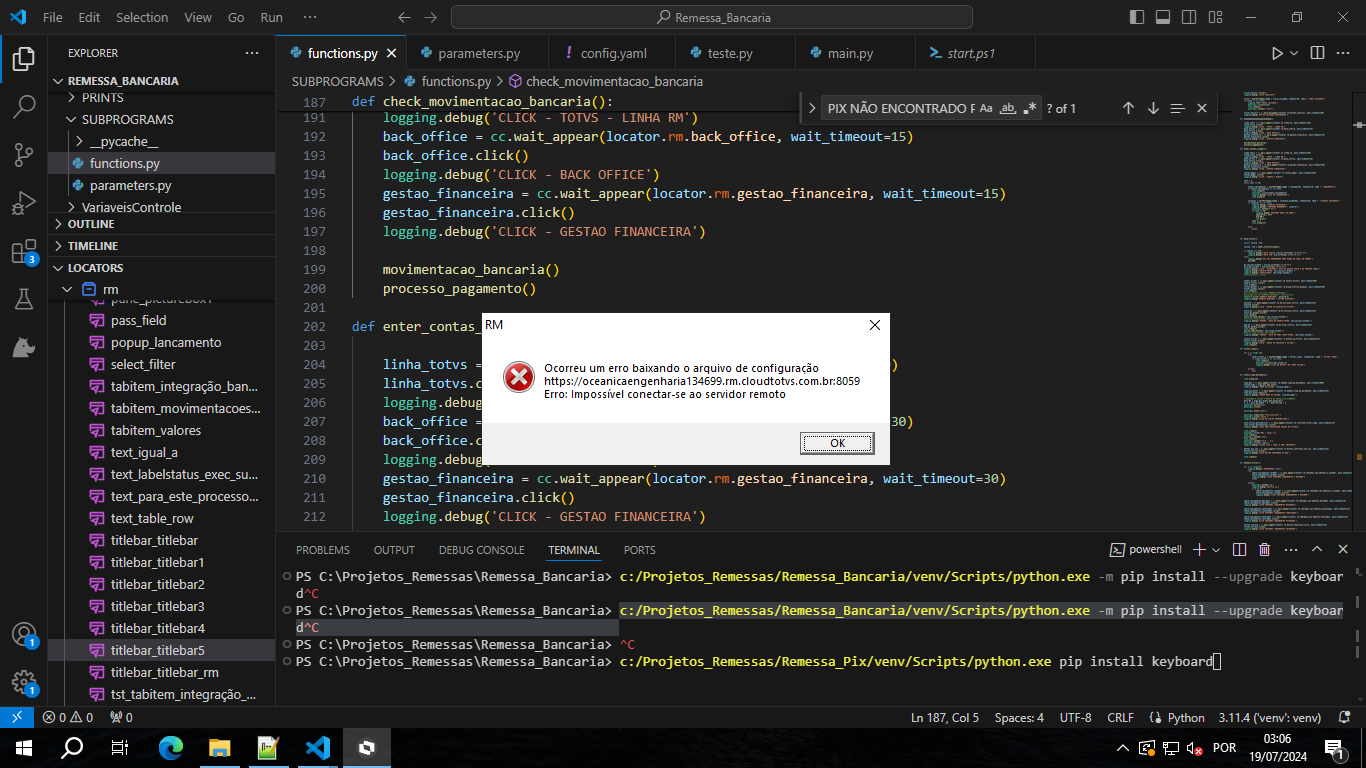 File Edit Selection View Go Run ··· Remessa_Bancaria
EXPLORER ···
functions.py parameters.py ! config.yaml teste.py main.py start.ps1 ···
REMESSA_BANCARIA
PRINTS
SUBPROGRAMS
__pycache__
functions.py
parameters.py
VariaveisControle
OUTLINE
TIMELINE
LOCATORS
rm
pane_picturebox1
pass_field
popup_lancamento
select_filter
tabitem_integração_ban...
tabitem_movimentacoes...
tabitem_valores
text_igual_a
text_labelstatus_exec_su...
text_para_este_processo...
text_table_row
titlebar_titlebar
titlebar_titlebar1
titlebar_titlebar2
titlebar_titlebar3
titlebar_titlebar4
titlebar_titlebar5
titlebar_titlebar_rm
tst_tabitem_integração_...
SUBPROGRAMS > functions.py > check_movimentacao_bancaria
PIX NÃO ENCONTRADO Aa ab ? of 1
187 def check_movimentacao_bancaria():
191 logging.debug('CLICK - TOTVS - LINHA RM')
192 back_office = cc.wait_appear(locator.rm.back_office, wait_timeout=15)
193 back_office.click()
194 logging.debug('CLICK - BACK OFFICE')
195 gestao_financeira = cc.wait_appear(locator.rm.gestao_financeira, wait_timeout=15)
196 gestao_financeira.click()
197 logging.debug('CLICK - GESTAO FINANCEIRA')
198
199 movimentacao_bancaria()
200 processo_pagamento()
201
202 def enter_contas_
203
204 linha_totvs = )
205 linha_totvs.c
206 logging.debug
207 back_office = 30)
208 back_office.c
209 logging.debug
210 gestao_financeira = cc.wait_appear(locator.rm.gestao_financeira, wait_timeout=30)
211 gestao_financeira.click()
212 logging.debug('CLICK - GESTAO FINANCEIRA')
RM
Ocorreu um erro baixando o arquivo de configuração
https://oceanicaengenharia134699.rm.cloudtotvs.com.br:8059
Erro: Impossível conectar-se ao servidor remoto
OK
PROBLEMS OUTPUT DEBUG CONSOLE TERMINAL PORTS powershell ···
PS C:\Projetos_Remessas\Remessa_Bancaria> c:/Projetos_Remessas/Remessa_Bancaria/venv/Scripts/python.exe -m pip install --upgrade keyboar
d^C
PS C:\Projetos_Remessas\Remessa_Bancaria> c:/Projetos_Remessas/Remessa_Bancaria/venv/Scripts/python.exe -m pip install --upgrade keyboar
d^C
PS C:\Projetos_Remessas\Remessa_Bancaria> ^C
PS C:\Projetos_Remessas\Remessa_Bancaria> c:/Projetos_Remessas/Remessa_Pix/venv/Scripts/python.exe pip install keyboard
3
1
1
0 0 0 Ln 187, Col 5 Spaces: 4 UTF-8 CRLF Python 3.11.4 ('venv': venv)
POR 03:06
19/07/2024
1